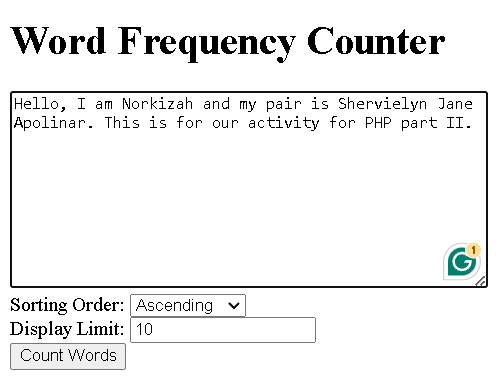 Word Frequency Counter
Hello, I am Norkizah and my pair is Shervielyn Jane
Apolinar. This is for our activity for PHP part II.
1
Sorting Order: Ascending
Display Limit: 10
Count Words